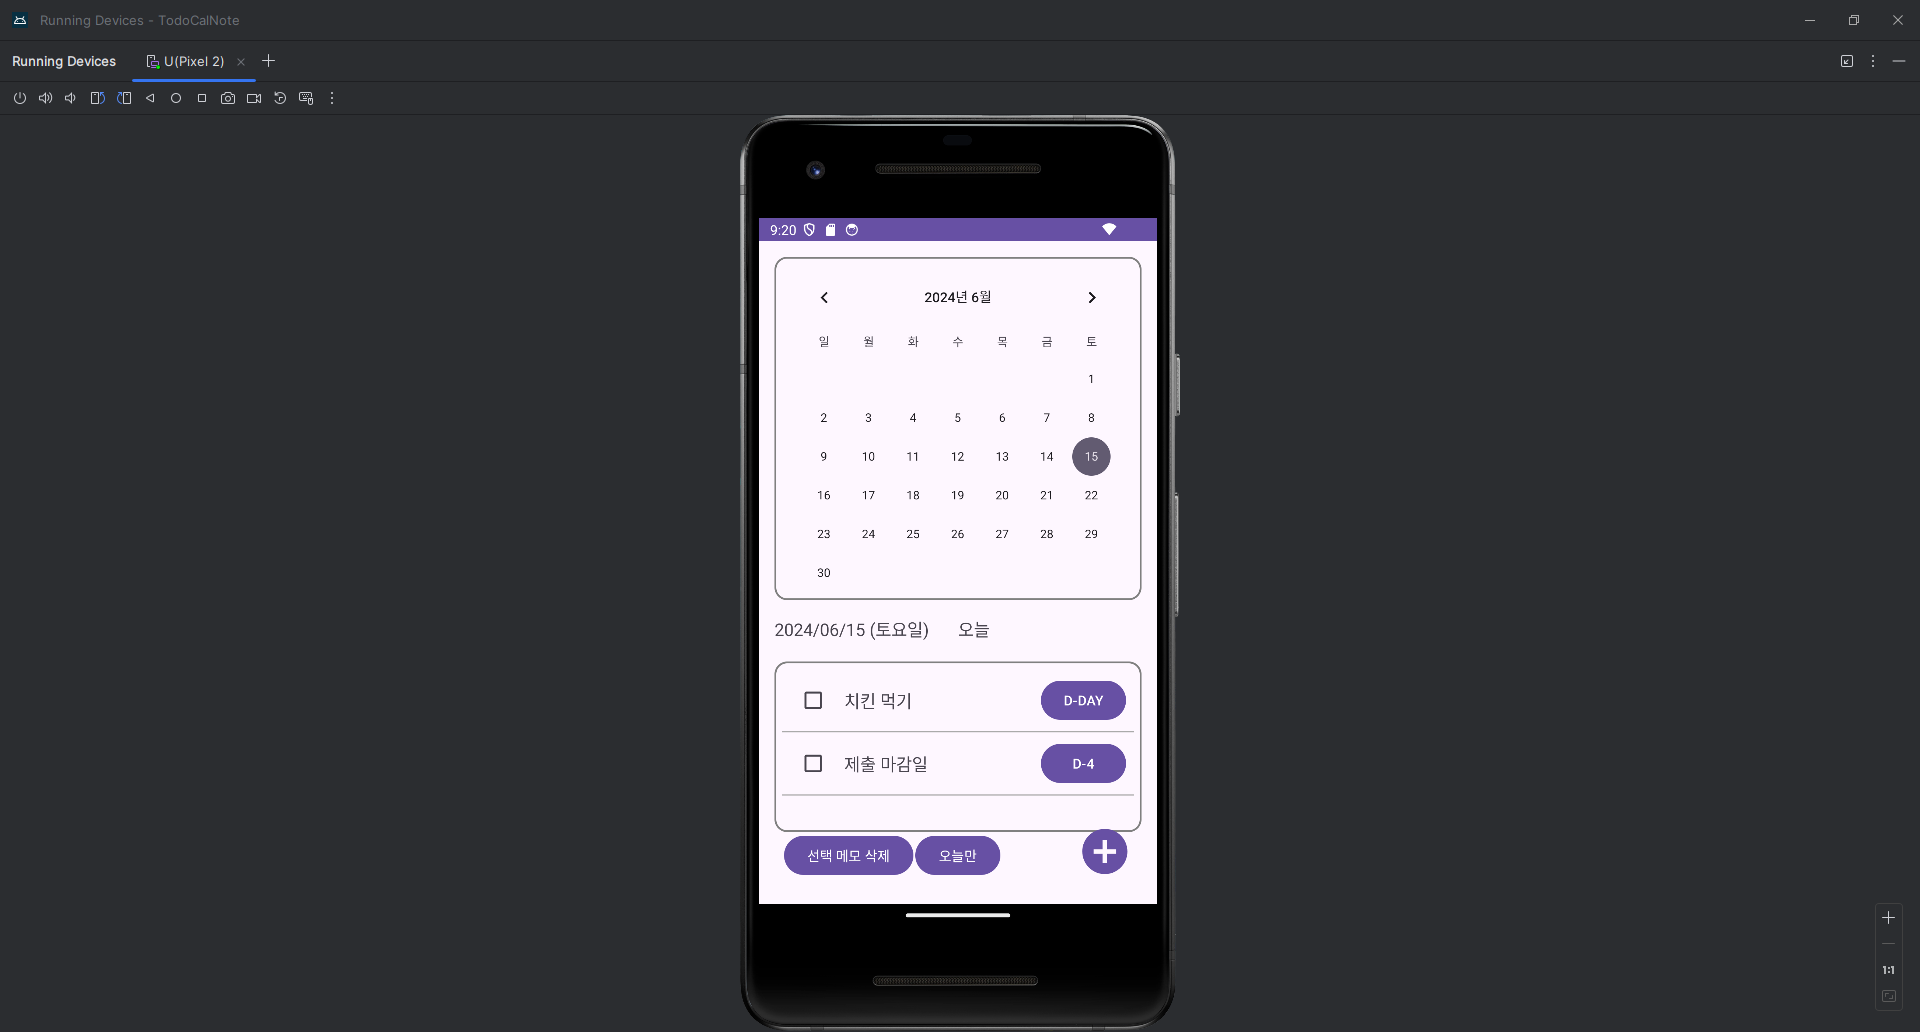 Running Devices - TodoCalNote
Running Devices U(Pixel 2)
9:20
2024년 6월
일 월 화 수 목 금 토
1
2 3 4 5 6 7 8
9 10 11 12 13 14 15
16 17 18 19 20 21 22
23 24 25 26 27 28 29
30
2024/06/15 (토요일) 오늘
치킨 먹기 D-DAY
제출 마감일 D-4
선택 메모 삭제 오늘만
1:1